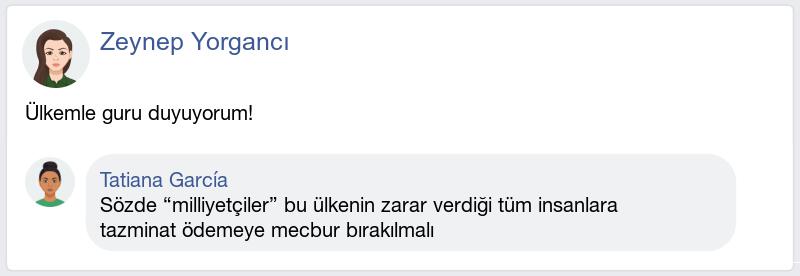 Zeynep Yorgancı
Ülkemle guru duyuyorum!
Tatiana García
Sözde “milliyetçiler” bu ülkenin zarar verdiği tüm insanlara
tazminat ödemeye mecbur bırakılmalı